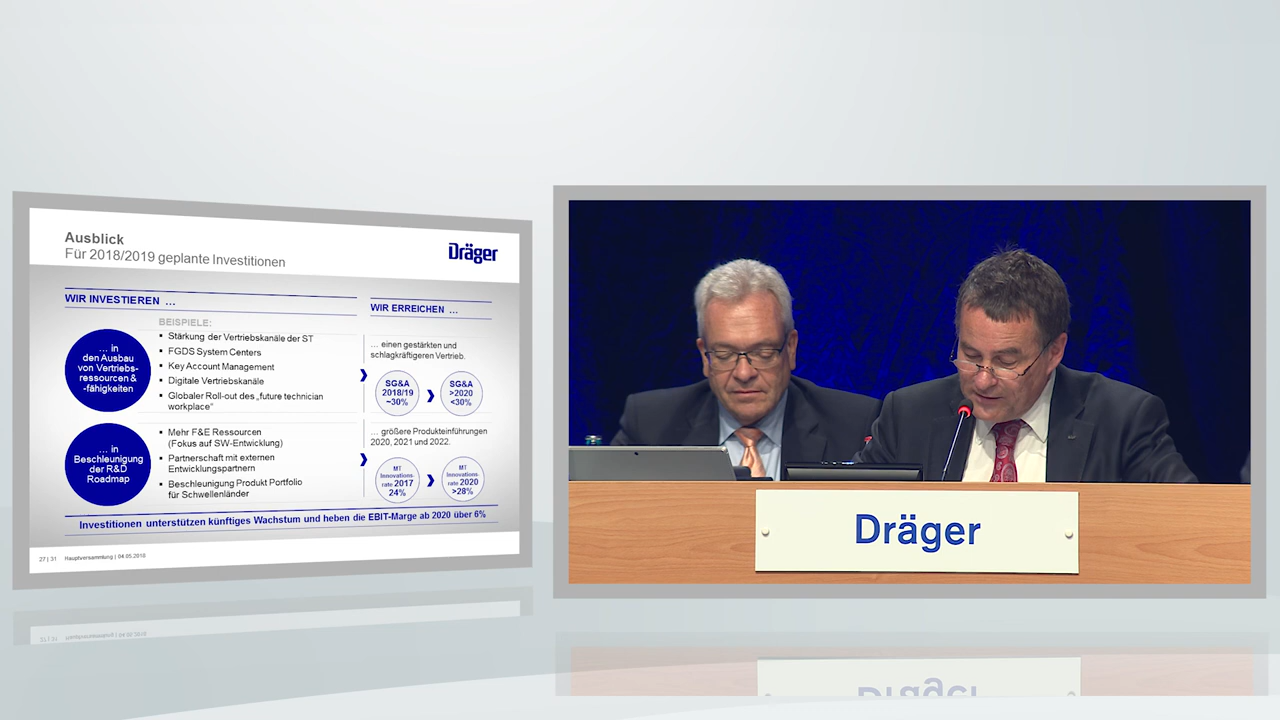 Ausblick
Für 2018/2019 geplante Investitionen
Dräger
WIR INVESTIEREN …
BEISPIELE:
… in
den Ausbau
von Vertriebs-
ressourcen &
-fähigkeiten
▪ Stärkung der Vertriebskanäle der ST
▪ FGDS System Centers
▪ Key Account Management
▪ Digitale Vertriebskanäle
▪ Globaler Roll-out des „future technician
workplace“
… in
Beschleunigung
der R&D
Roadmap
▪ Mehr F&E Ressourcen
(Fokus auf SW-Entwicklung)
▪ Partnerschaft mit externen
Entwicklungspartnern
▪ Beschleunigung Produkt Portfolio
für Schwellenländer
WIR ERREICHEN …
… einen gestärkten und
schlagkräftigeren Vertrieb.
SG&A
2018/19
~30%
SG&A
>2020
<30%
… größere Produkteinführungen
2020, 2021 und 2022.
MT
Innovations-
rate 2017
24%
MT
Innovations-
rate 2020
>28%
Investitionen unterstützen künftiges Wachstum und heben die EBIT-Marge ab 2020 über 6%
27 | 31 Hauptversammlung | 04.05.2018
Dräger